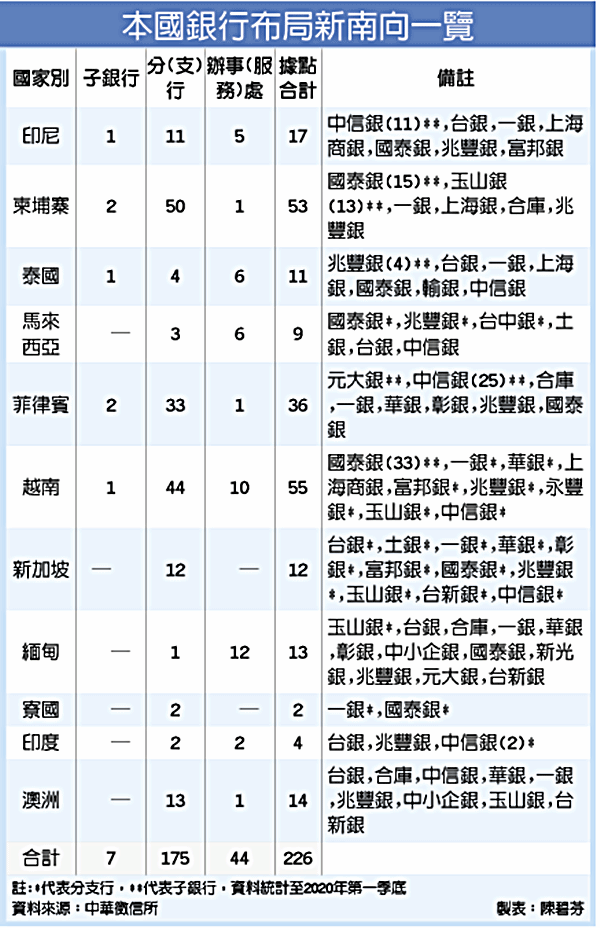 本國銀行布局新南向一覽
國家別 子銀行 分(支)行 辦事(服務)處 據點合計 備註
印尼 1 11 5 17 中信銀(11)**,台銀,一銀,上海
商銀,國泰銀,兆豐銀,富邦銀
柬埔寨 2 50 1 53 國泰銀(15)**,玉山銀
(13)**,一銀,上海銀,合庫,兆
豐銀
泰國 1 4 6 11 兆豐銀(4)**,台銀,一銀,上海
銀,國泰銀,輸銀,中信銀
馬來西亞 — 3 6 9 國泰銀*,兆豐銀*,台中銀*,土
銀,台銀,中信銀
菲律賓 2 33 1 36 元大銀**,中信銀(25)**,合庫
,一銀,華銀,彰銀,兆豐銀,國泰
銀
越南 1 44 10 55 國泰銀(33)**,一銀*,華銀*,上
海商銀,富邦銀*,兆豐銀*,永豐
銀*,玉山銀*,中信銀*
新加坡 — 12 — 12 台銀*,土銀*,一銀*,華銀*,彰
銀*,富邦銀*,國泰銀*,兆豐銀
*,玉山銀*,台新銀*,中信銀*
緬甸 — 1 12 13 玉山銀*,台銀,合庫,一銀,華銀
,彰銀,中小企銀,國泰銀,新光
銀,兆豐銀,元大銀,台新銀
寮國 — 2 — 2 一銀*,國泰銀*
印度 — 2 2 4 台銀,兆豐銀,中信銀(2)*
澳洲 — 13 1 14 台銀,合庫,中信銀,華銀,一銀
,兆豐銀,中小企銀,玉山銀,台
新銀
合計 7 175 44 226
註:*代表分支行，**代表子銀行，資料統計至2020年第一季底
資料來源：中華徵信所 製表：陳碧芬